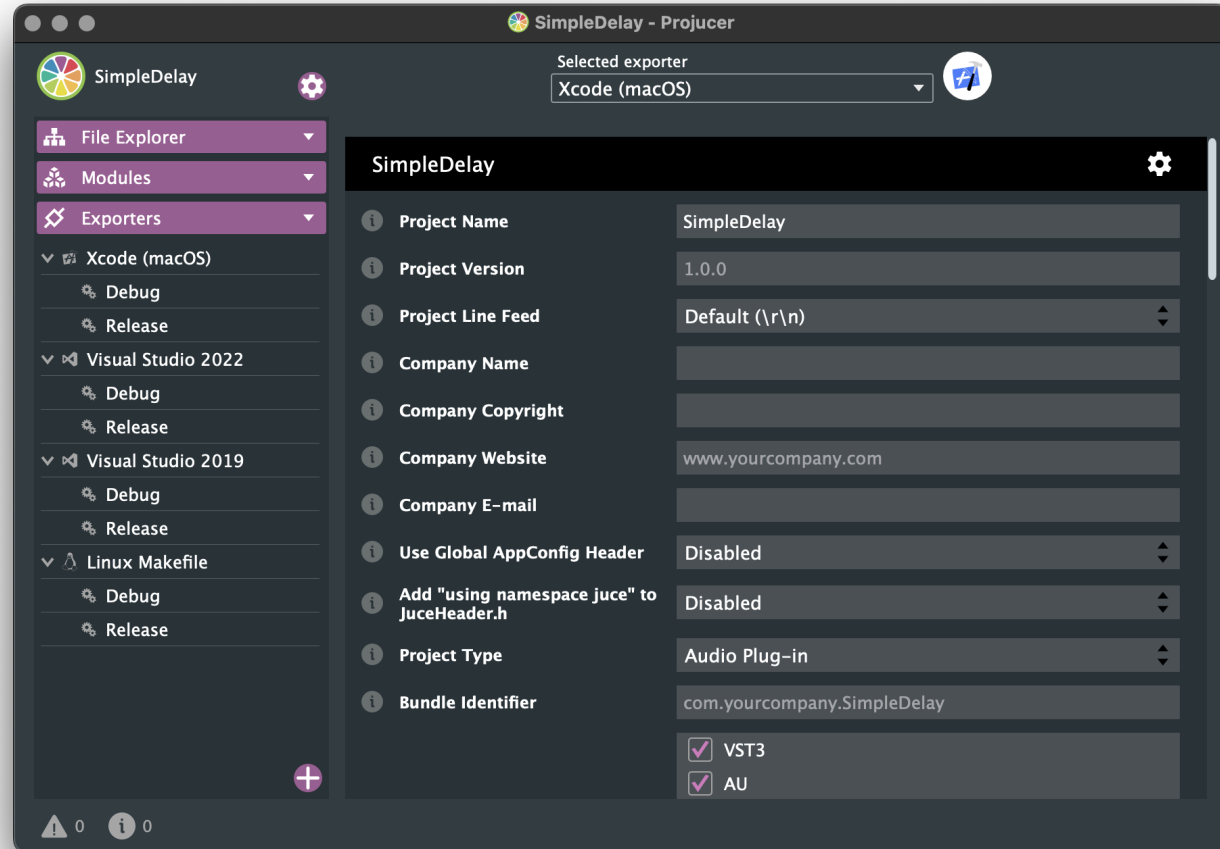 SimpleDelay - Projucer
SimpleDelay
Selected exporter
Xcode (macOS)
File Explorer
Modules
Exporters
Xcode (macOS)
Debug
Release
Visual Studio 2022
Debug
Release
Visual Studio 2019
Debug
Release
Linux Makefile
Debug
Release
SimpleDelay
Project Name
SimpleDelay
Project Version
1.0.0
Project Line Feed
Default (\r\n)
Company Name
Company Copyright
Company Website
www.yourcompany.com
Company E-mail
Use Global AppConfig Header
Disabled
Add "using namespace juce" to
JuceHeader.h
Disabled
Project Type
Audio Plug-in
Bundle Identifier
com.yourcompany.SimpleDelay
VST3
AU
0
0